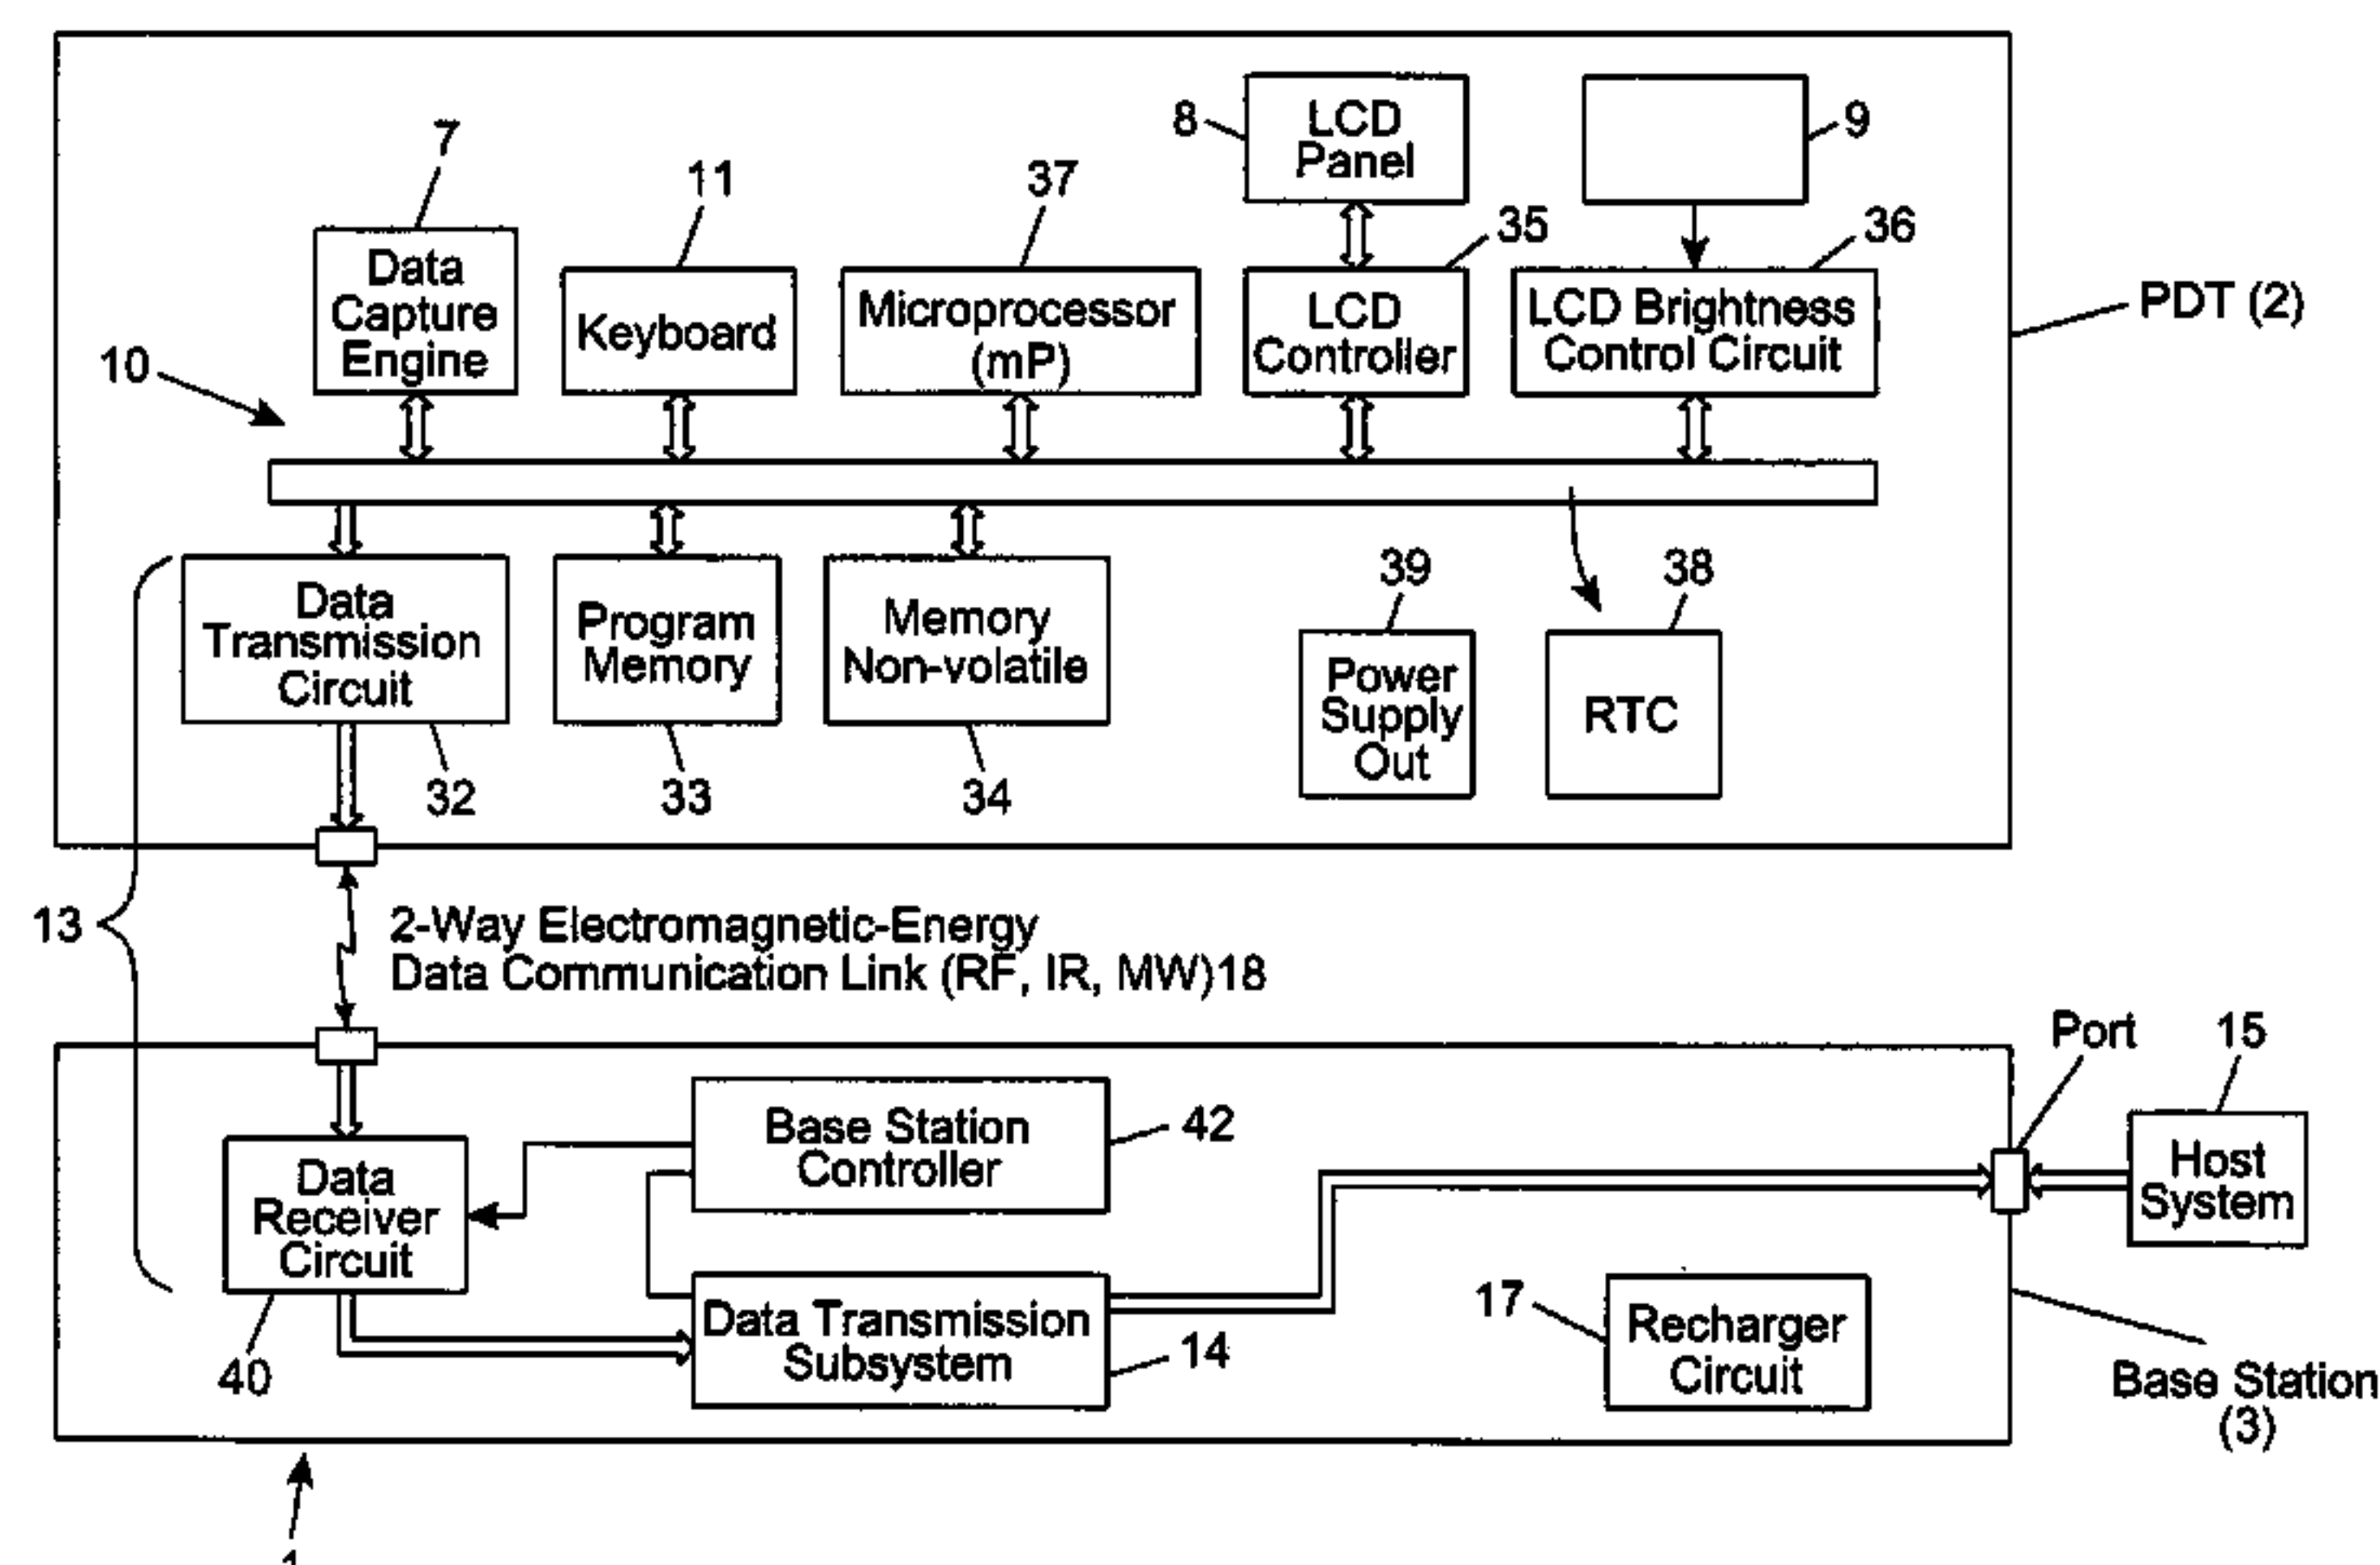 7
11
37
8
LCD
Panel
9
35
36
10
Data
Capture
Engine
Keyboard
Microprocessor
(mP)
LCD
Controller
LCD Brightness
Control Circuit
PDT (2)
Data
Transmission
Circuit
Program
Memory
Memory
Non-volatile
39
38
Power
Supply
Out
RTC
32
33
34
13
2-Way Electromagnetic-Energy
Data Communication Link (RF, IR, MW)18
Port
15
Base Station
Controller
42
Data
Receiver
Circuit
Host
System
40
Data Transmission
Subsystem
14
17
Recharger
Circuit
Base Station
(3)
1